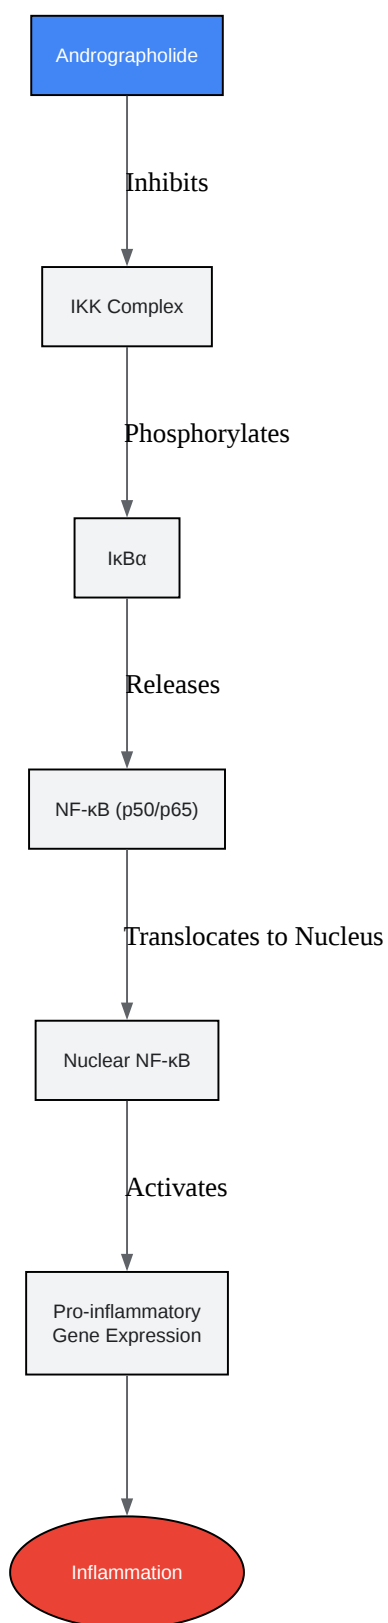 Andrographolide
Inhibits
IKK Complex
Phosphorylates
IκBα
Releases
NF-κB (p50/p65)
Translocates to Nucleus
Nuclear NF-κB
Activates
Pro-inflammatory
Gene Expression
Inflammation